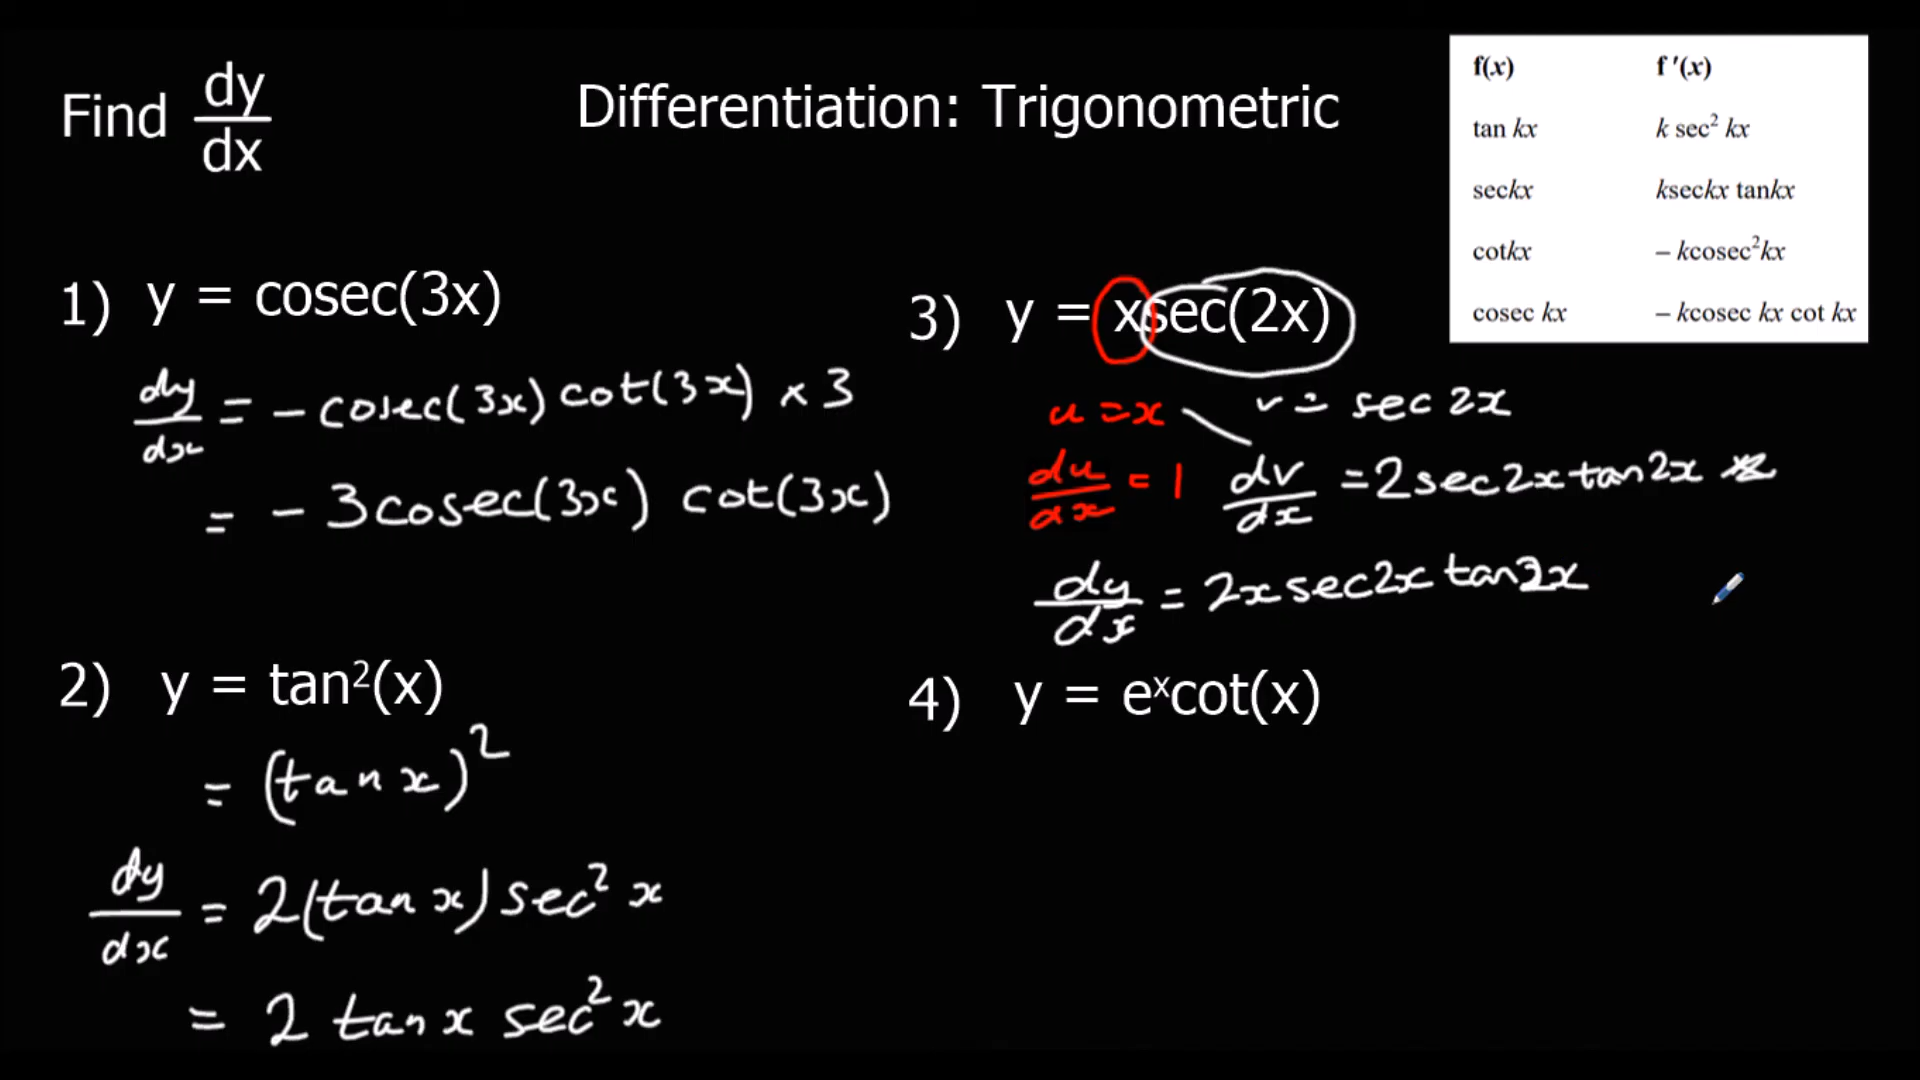 Find dy/dx
Differentiation: Trigonometric
f(x) f ′(x)
tan kx k sec² kx
seckx kseckx tankx
cotkx – kcosec²kx
cosec kx – kcosec kx cot kx
1) y = cosec(3x)
dy/dx = - cosec(3x) cot(3x) × 3
= - 3cosec(3x) cot(3x)
2) y = tan²(x)
= (tan x)²
dy/dx = 2(tan x) sec² x
= 2 tan x sec² x
3) y = xsec(2x)
u = x v = sec 2x
du/dx = 1 dv/dx = 2sec2x tan2x
dy/dx = 2x sec2x tan2x
4) y = eˣcot(x)